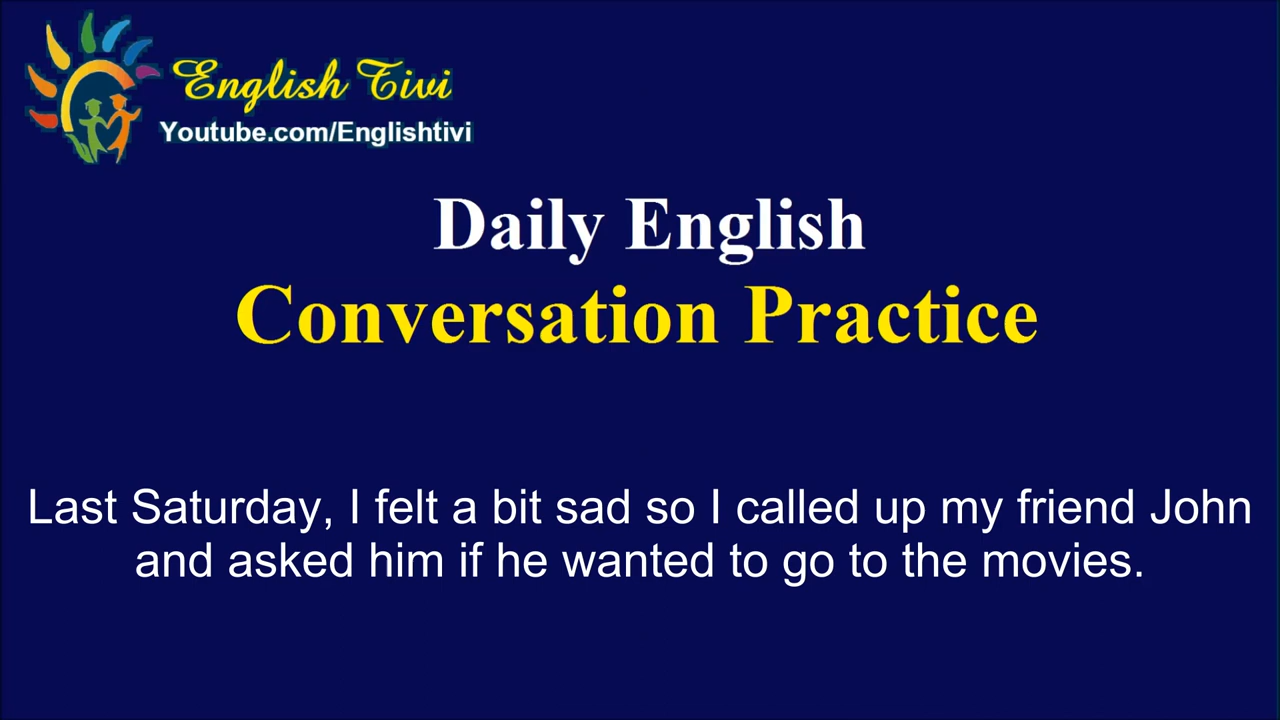 English Tivi
Youtube.com/Englishtivi
Daily English
Conversation Practice
Last Saturday, I felt a bit sad so I called up my friend John
and asked him if he wanted to go to the movies.